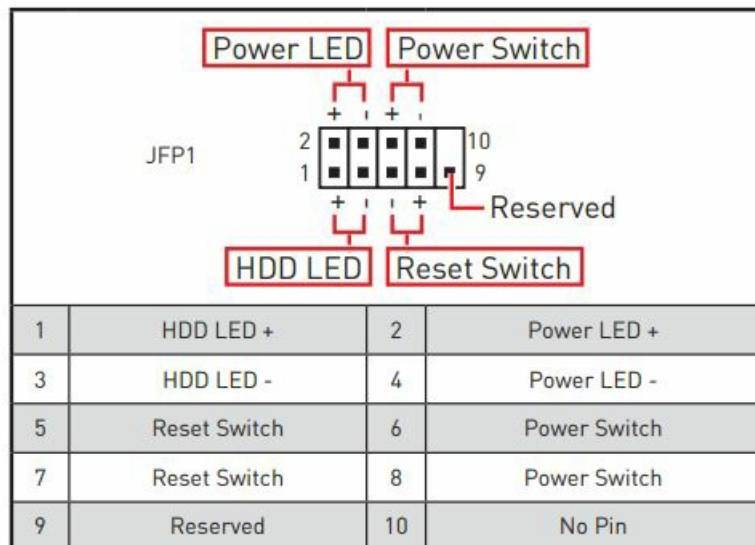 Power LED Power Switch
+ - + -
2 10
JFP1
1 9
+ - - +
Reserved
HDD LED Reset Switch
1 HDD LED + 2 Power LED +
3 HDD LED - 4 Power LED -
5 Reset Switch 6 Power Switch
7 Reset Switch 8 Power Switch
9 Reserved 10 No Pin